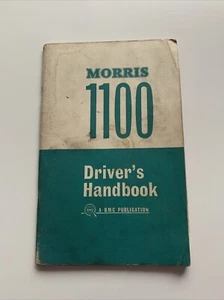 MORRIS
1100
Driver's
Handbook
A BMC PUBLICATION